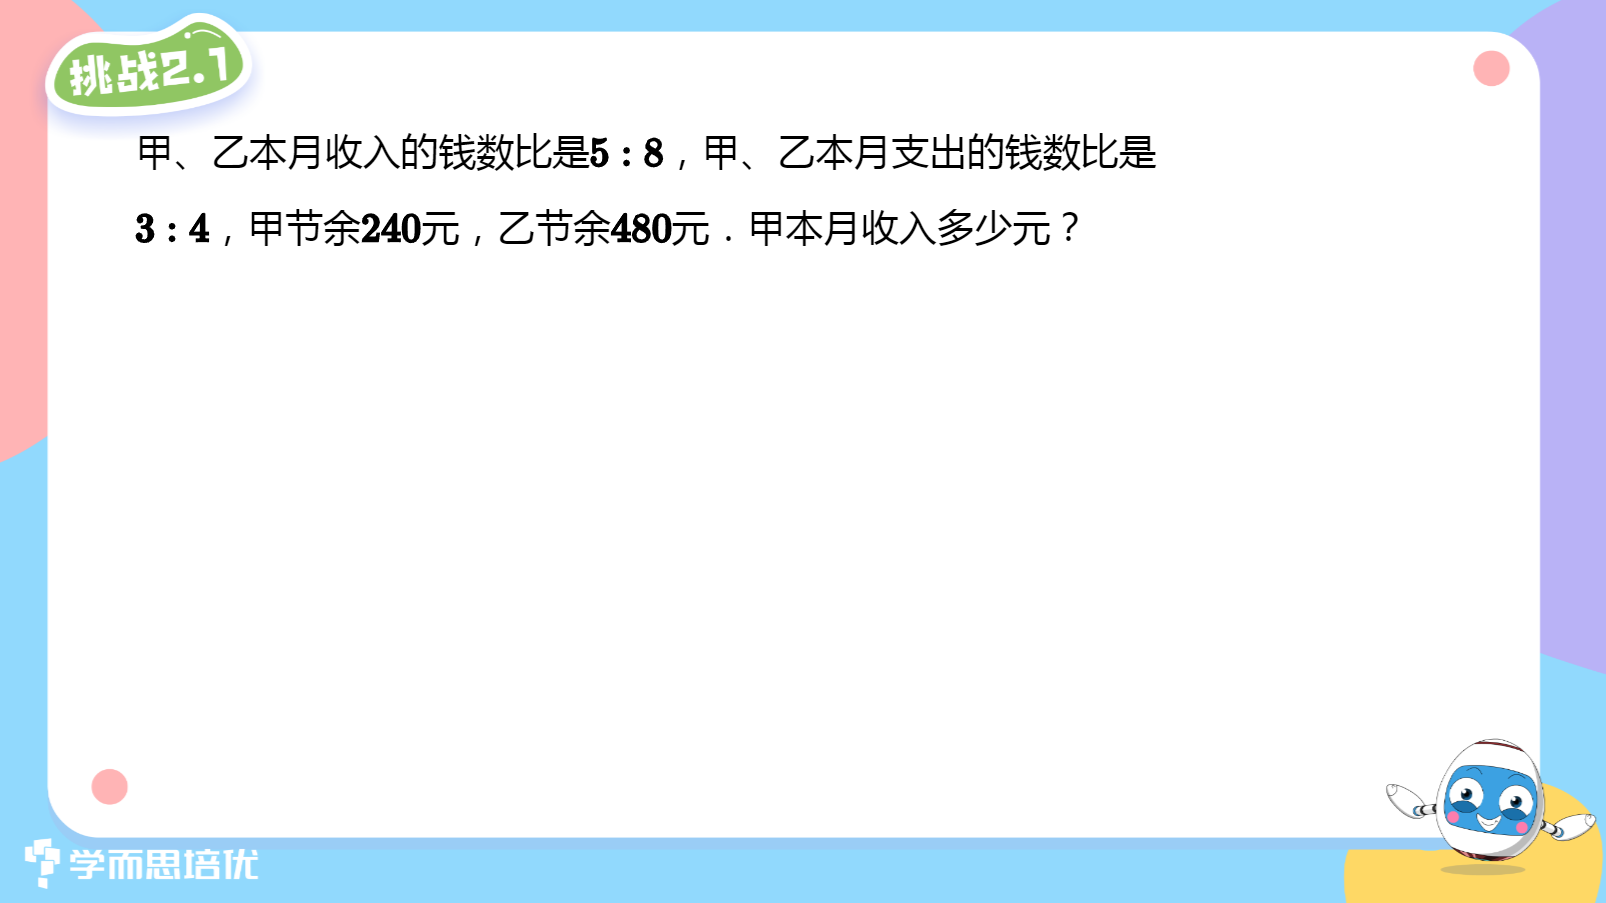 挑战2.1
甲、乙本月收入的钱数比是5 : 8，甲、乙本月支出的钱数比是
3 : 4，甲节余240元，乙节余480元．甲本月收入多少元？
学而思培优